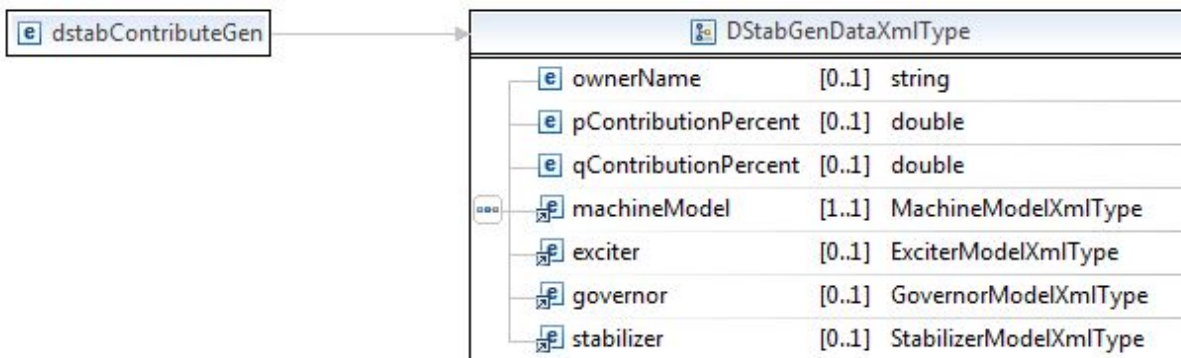 e dstabContributeGen
DStabGenDataXmlType
e ownerName [0..1] string
e pContributionPercent [0..1] double
e qContributionPercent [0..1] double
e machineModel [1..1] MachineModelXmlType
e exciter [0..1] ExciterModelXmlType
e governor [0..1] GovernorModelXmlType
e stabilizer [0..1] StabilizerModelXmlType